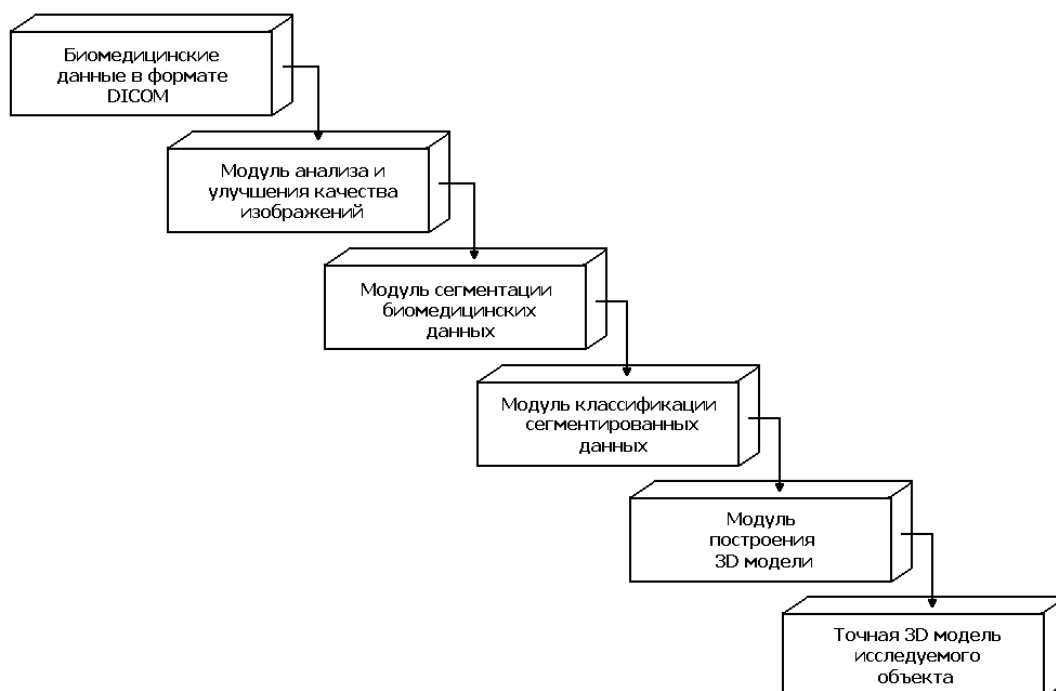 Биомедицинские
данные в формате
DICOM
Модуль анализа и
улучшения качества
изображений
Модуль сегментации
биомедицинских
данных
Модуль классификации
сегментированных
данных
Модуль
построения
3D модели
Точная 3D модель
исследуемого
объекта